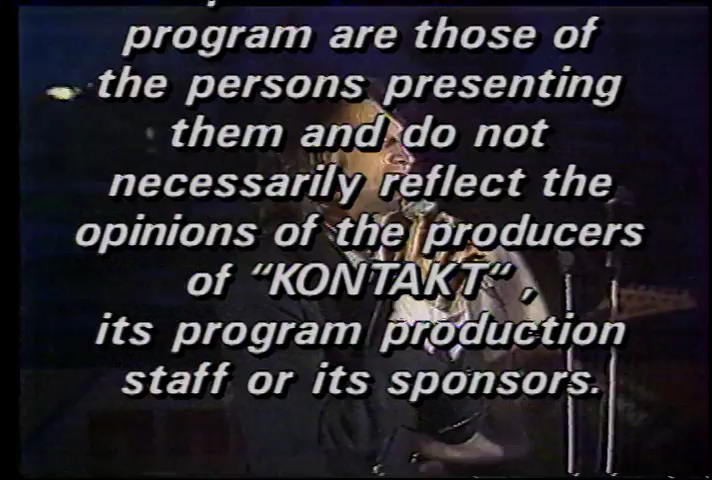 program are those of
the persons presenting
them and do not
necessarily reflect the
opinions of the producers
of “KONTAKT“,
its program production
staff or its sponsors.